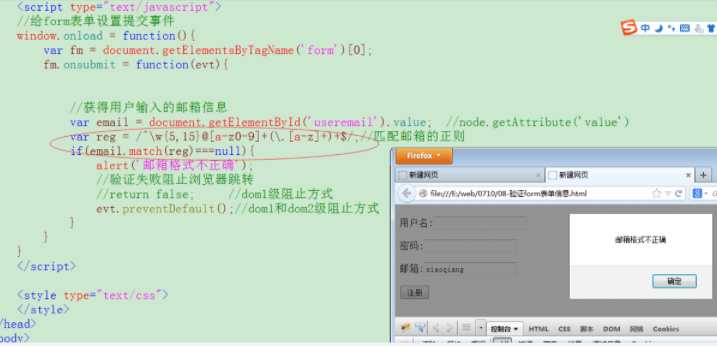 <script type="text/javascript">
//给form表单设置提交事件
window.onload = function(){
var fm = document.getElementsByTagName('form')[0];
fm.onsubmit = function(evt){
//获得用户输入的邮箱信息
var email = document.getElementById('useremail').value; //node.getAttribute('value')
var reg = /^\w{5,15}@[a-z0-9]+(\.[a-z]+)+$/;//匹配邮箱的正则
if(email.match(reg)===null){
alert('邮箱格式不正确');
//验证失败阻止浏览器跳转
//return false; //dom1级阻止方式
evt.preventDefault();//dom1和dom2级阻止方式
}
}
}
</script>
<style type="text/css">
</style>
/head>
body>
中
Firefox
新建网页
新建网页
file:///E:/web/0710/08-验证form表单信息.html
用户名:
密码:
邮箱: xiaoqiang
注册
邮箱格式不正确
确定
控制台 HTML CSS 脚本 DOM 网络 Cookies